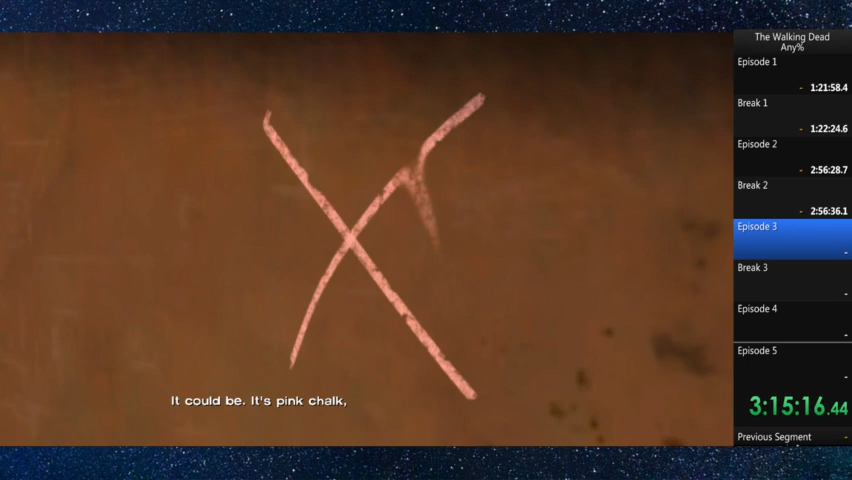 The Walking Dead
Any%
Episode 1
- 1:21:58.4
Break 1
- 1:22:24.6
Episode 2
- 2:56:28.7
Break 2
- 2:56:36.1
Episode 3
-
Break 3
-
Episode 4
-
Episode 5
-
3:15:16.44
Previous Segment -
It could be. It's pink chalk,